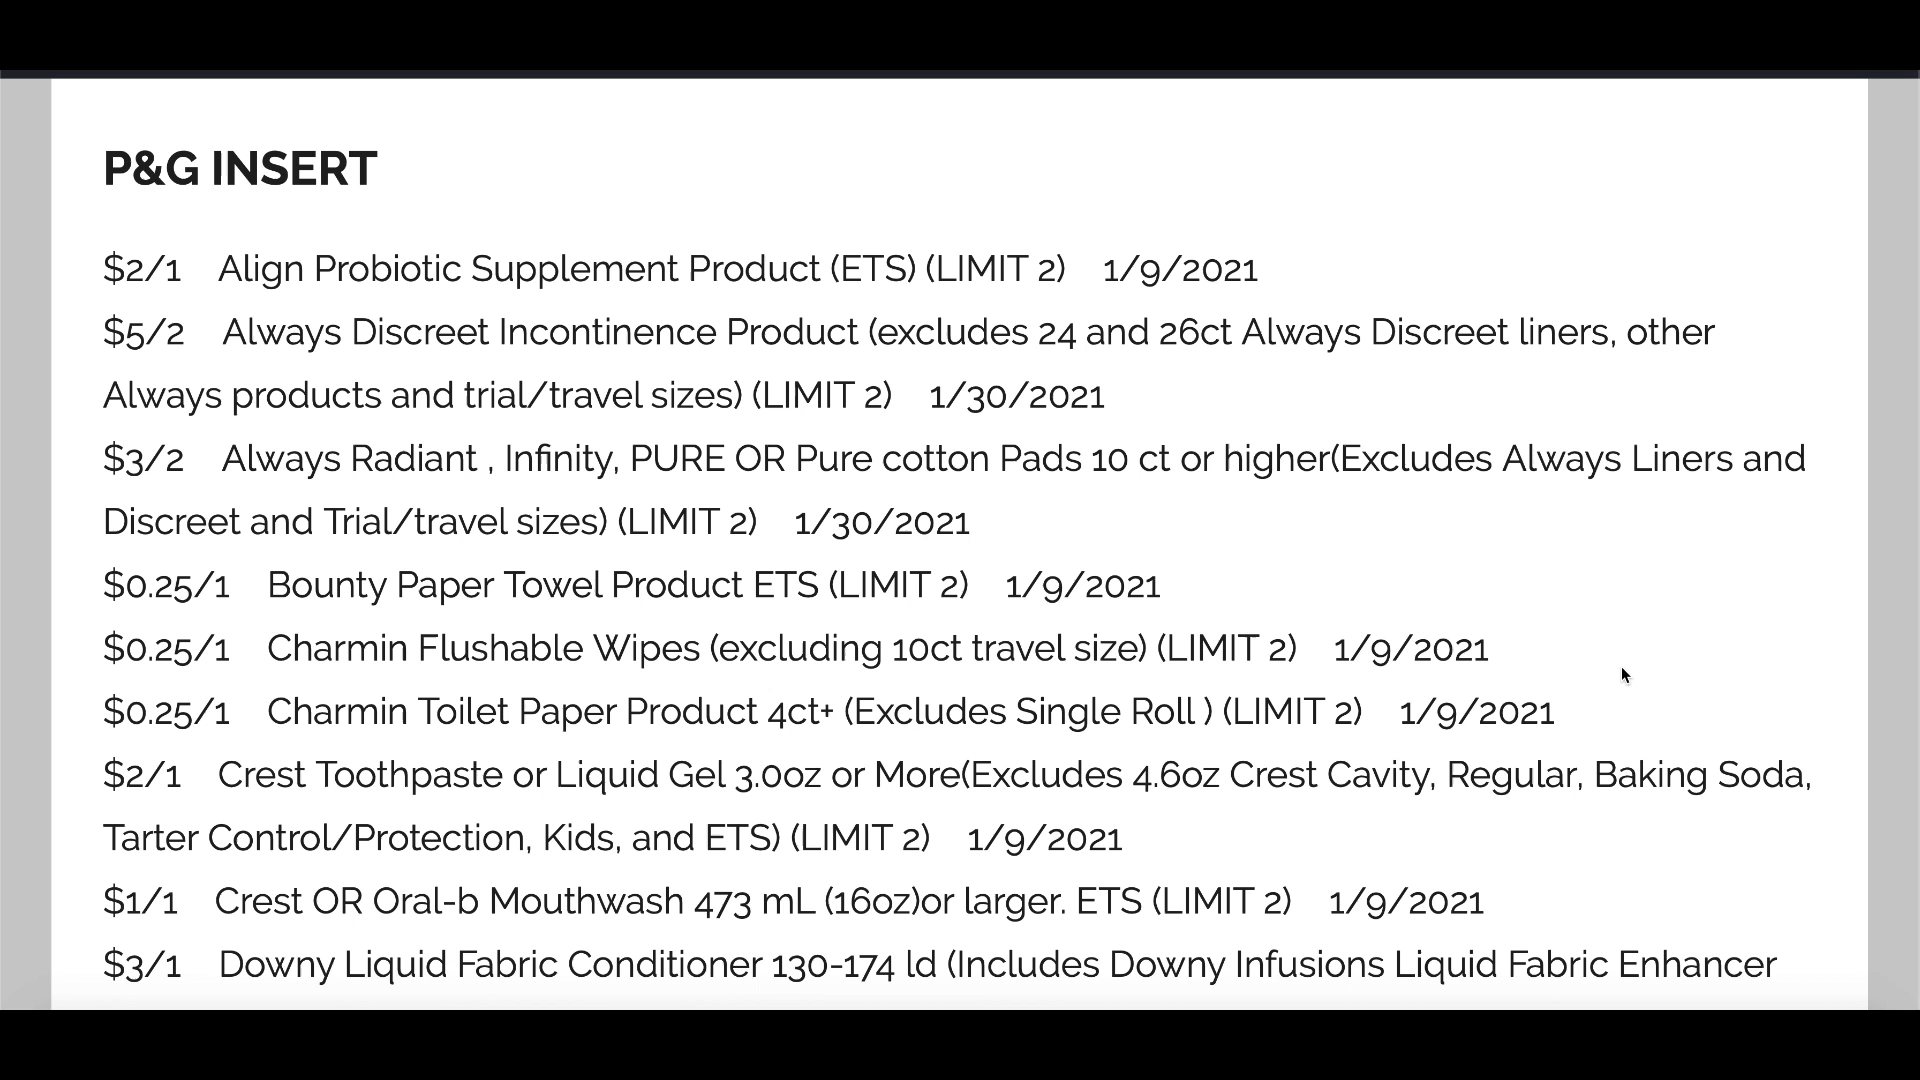 P&G INSERT
$2/1 Align Probiotic Supplement Product (ETS) (LIMIT 2) 1/9/2021
$5/2 Always Discreet Incontinence Product (excludes 24 and 26ct Always Discreet liners, other
Always products and trial/travel sizes) (LIMIT 2) 1/30/2021
$3/2 Always Radiant , Infinity, PURE OR Pure cotton Pads 10 ct or higher(Excludes Always Liners and
Discreet and Trial/travel sizes) (LIMIT 2) 1/30/2021
$0.25/1 Bounty Paper Towel Product ETS (LIMIT 2) 1/9/2021
$0.25/1 Charmin Flushable Wipes (excluding 10ct travel size) (LIMIT 2) 1/9/2021
$0.25/1 Charmin Toilet Paper Product 4ct+ (Excludes Single Roll ) (LIMIT 2) 1/9/2021
$2/1 Crest Toothpaste or Liquid Gel 3.0oz or More(Excludes 4.6oz Crest Cavity, Regular, Baking Soda,
Tarter Control/Protection, Kids, and ETS) (LIMIT 2) 1/9/2021
$1/1 Crest OR Oral-b Mouthwash 473 mL (16oz)or larger. ETS (LIMIT 2) 1/9/2021
$3/1 Downy Liquid Fabric Conditioner 130-174 ld (Includes Downy Infusions Liquid Fabric Enhancer